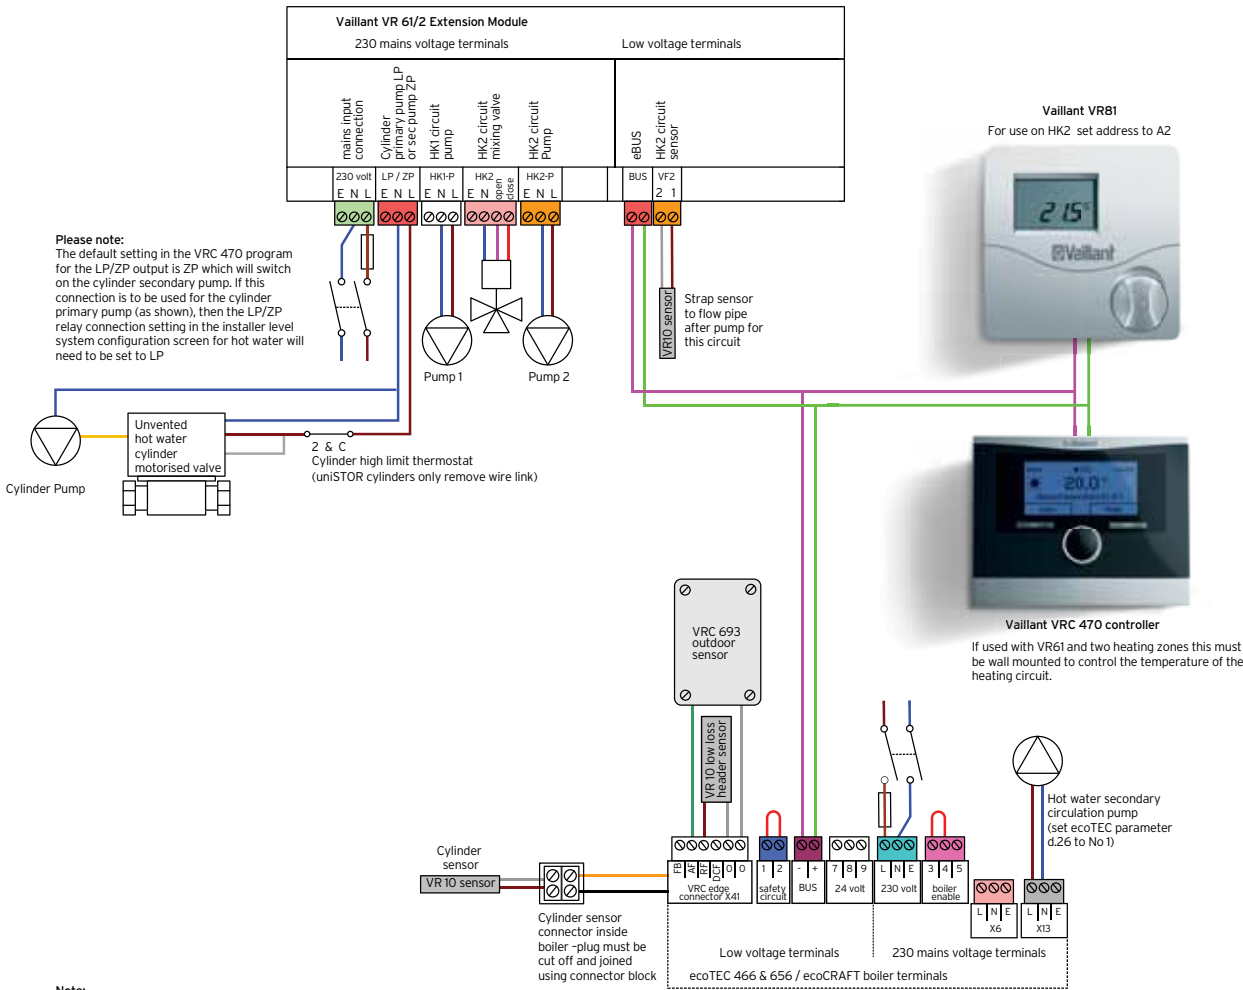 Vaillant VR 61/2 Extension Module
230 mains voltage terminals
Low voltage terminals
mains input
connection
Cylinder
primary pump LP
or sec pump ZP
HK1 circuit
pump
HK2 circuit
mixing valve
HK2 circuit
Pump
eBUS
HK2 circuit
sensor
230 volt
LP / ZP
HK1-P
HK2
open
close
HK2-P
BUS
VF2
E N L
E N L
E N L
E N
E N L
2 1
Vaillant VR81
For use on HK2 set address to A2
21.5°
Vaillant
Please note:
The default setting in the VRC 470 program
for the LP/ZP output is ZP which will switch
on the cylinder secondary pump. If this
connection is to be used for the cylinder
primary pump (as shown), then the LP/ZP
relay connection setting in the installer level
system configuration screen for hot water will
need to be set to LP
Pump 1
Pump 2
VR10 sensor
Strap sensor
to flow pipe
after pump for
this circuit
Unvented
hot water
cylinder
motorised valve
Cylinder Pump
2 & C
Cylinder high limit thermostat
(uniSTOR cylinders only remove wire link)
20.0°
Vaillant VRC 470 controller
If used with VR61 and two heating zones this must
be wall mounted to control the temperature of the
heating circuit.
VRC 693
outdoor
sensor
VR 10 low loss
header sensor
Hot water secondary
circulation pump
(set ecoTEC parameter
d.26 to No 1)
Cylinder
sensor
VR 10 sensor
Cylinder sensor
connector inside
boiler -plug must be
cut off and joined
using connector block
FB
AF
RF
DCF
0
0
VRC edge
connector X41
1 2
safety
circuit
- +
BUS
7 8 9
24 volt
L N E
230 volt
3 4 5
boiler
enable
L N E
X6
L N E
X13
Low voltage terminals
230 mains voltage terminals
ecoTEC 466 & 656 / ecoCRAFT boiler terminals
Note: